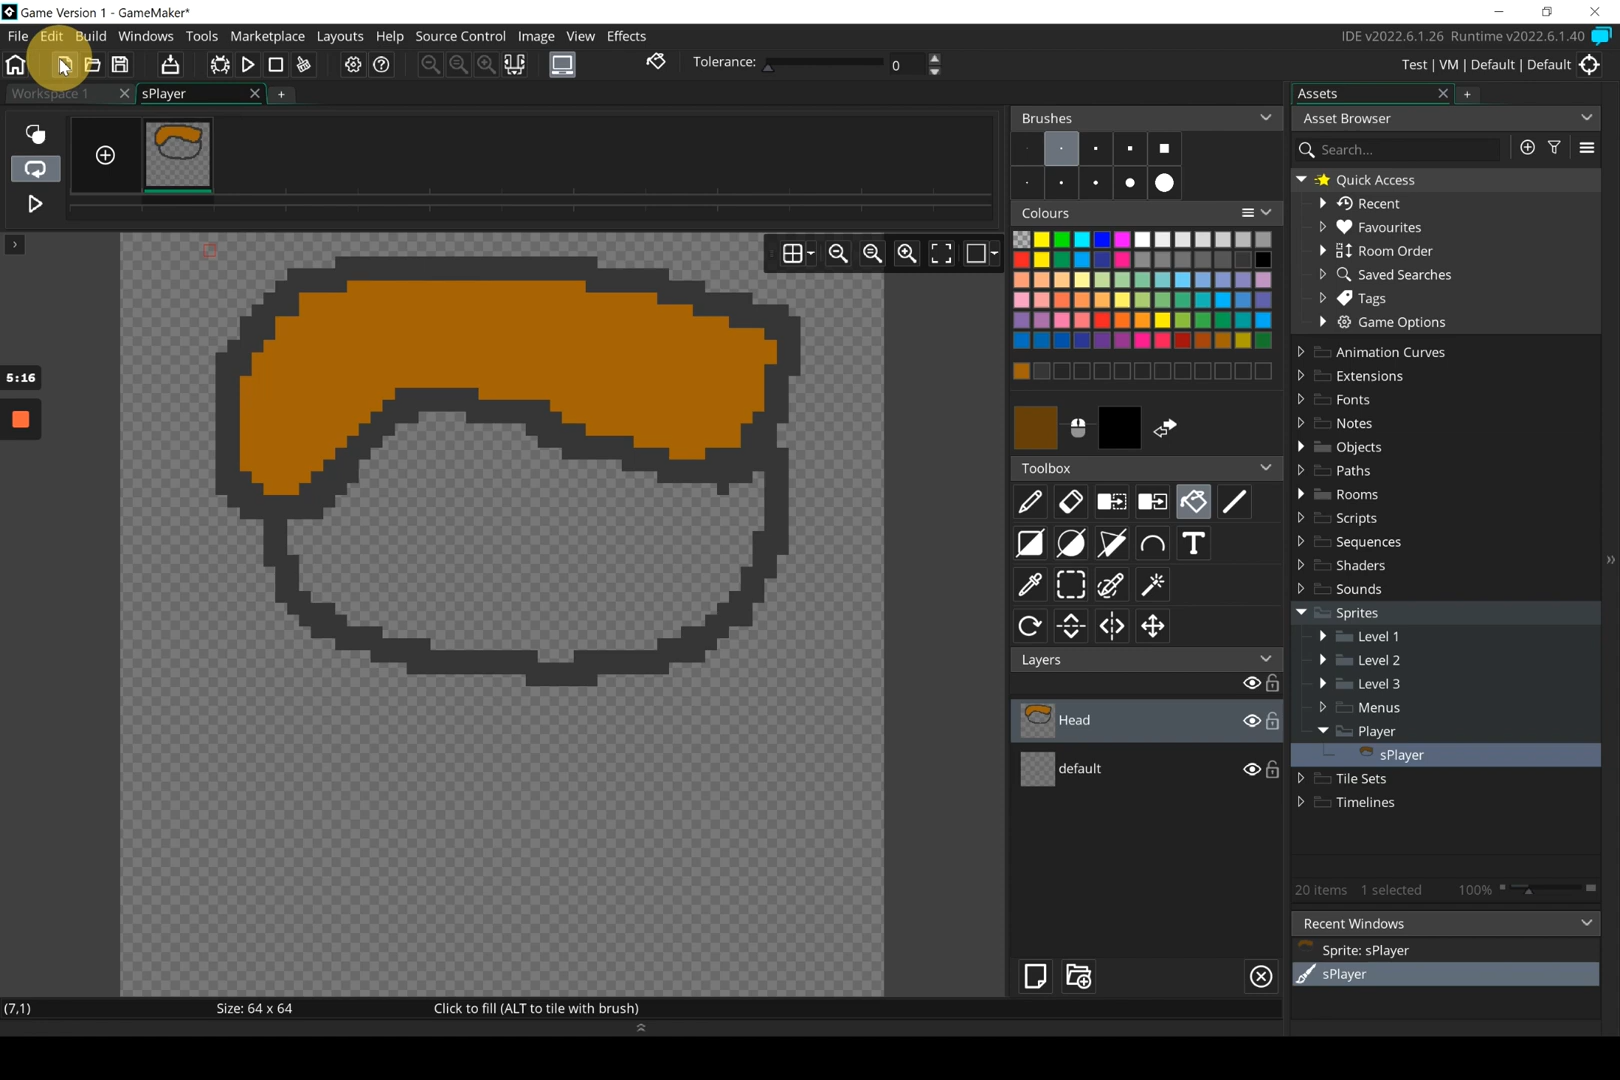 Game Version 1 - GameMaker*
File Edit Build Windows Tools Marketplace Layouts Help Source Control Image View Effects IDE v2022.6.1.26 Runtime v2022.6.1.40
Tolerance: 0 Test | VM | Default | Default
Workspace 1 sPlayer Assets
Brushes
Asset Browser
Search...
Quick Access
Recent
Colours
Favourites
Room Order
Saved Searches
Tags
Game Options
Animation Curves
5:16
Extensions
Fonts
Notes
Objects
Toolbox
Paths
Rooms
Scripts
Sequences
Shaders
Sounds
Sprites
Level 1
Layers
Level 2
Level 3
Menus
Head
Player
sPlayer
default
Tile Sets
Timelines
20 items 1 selected 100%
Recent Windows
Sprite: sPlayer
sPlayer
(7,1) Size: 64 x 64 Click to fill (ALT to tile with brush)